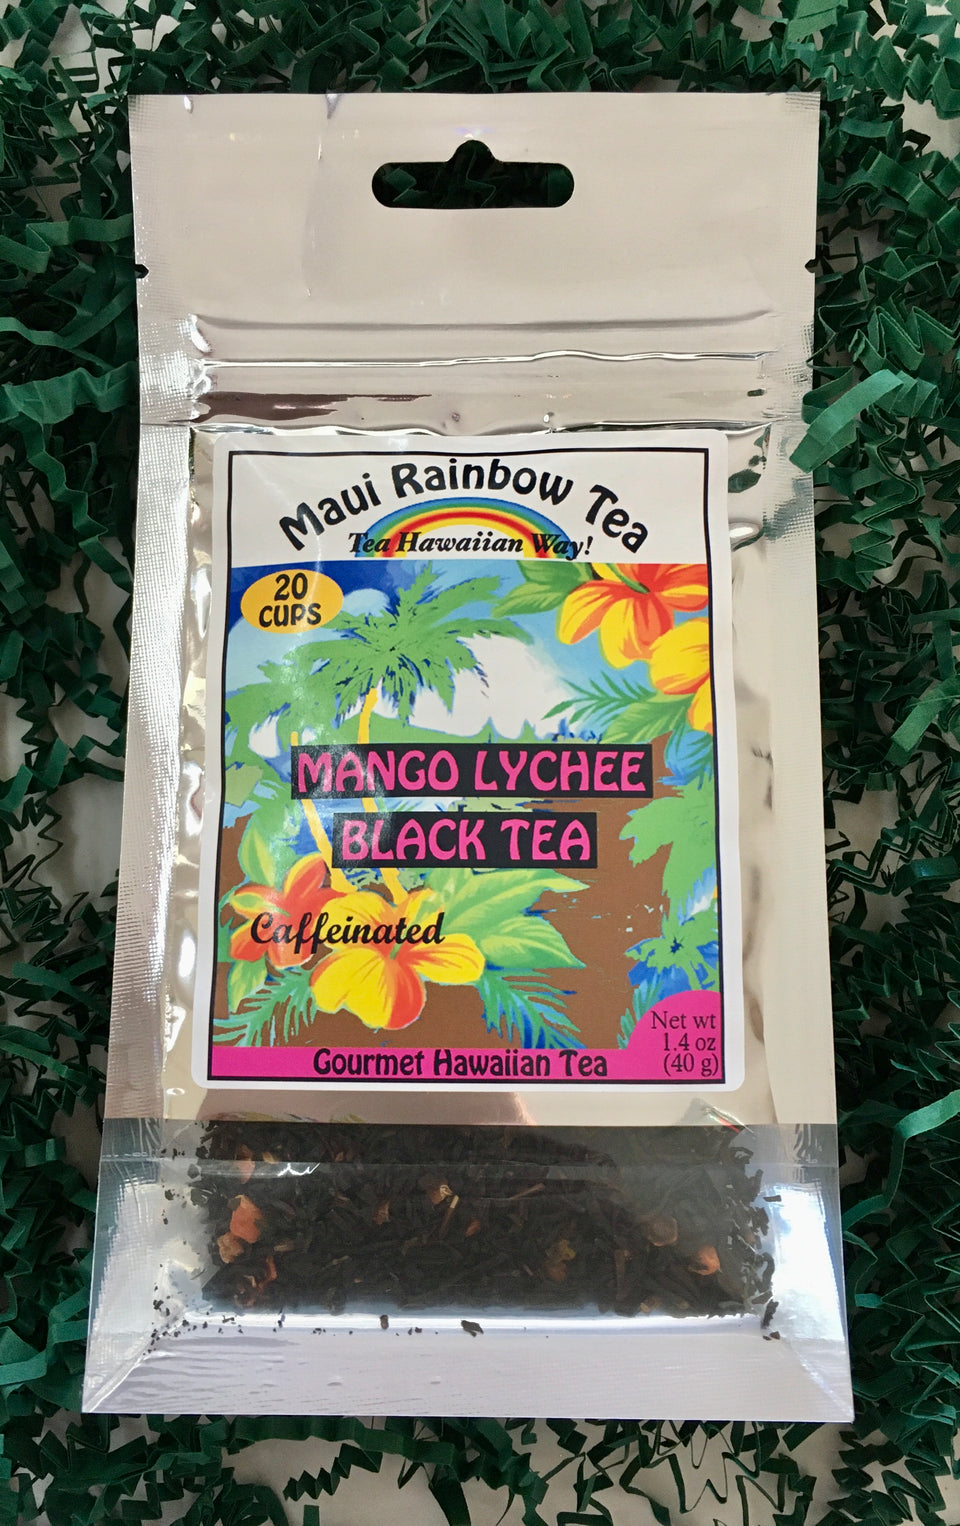 Maui Rainbow Tea
Tea Hawaiian Way!
20
CUPS
MANGO LYCHEE
BLACK TEA
Caffeinated
Net wt
1.4 oz
(40 g)
Gourmet Hawaiian Tea